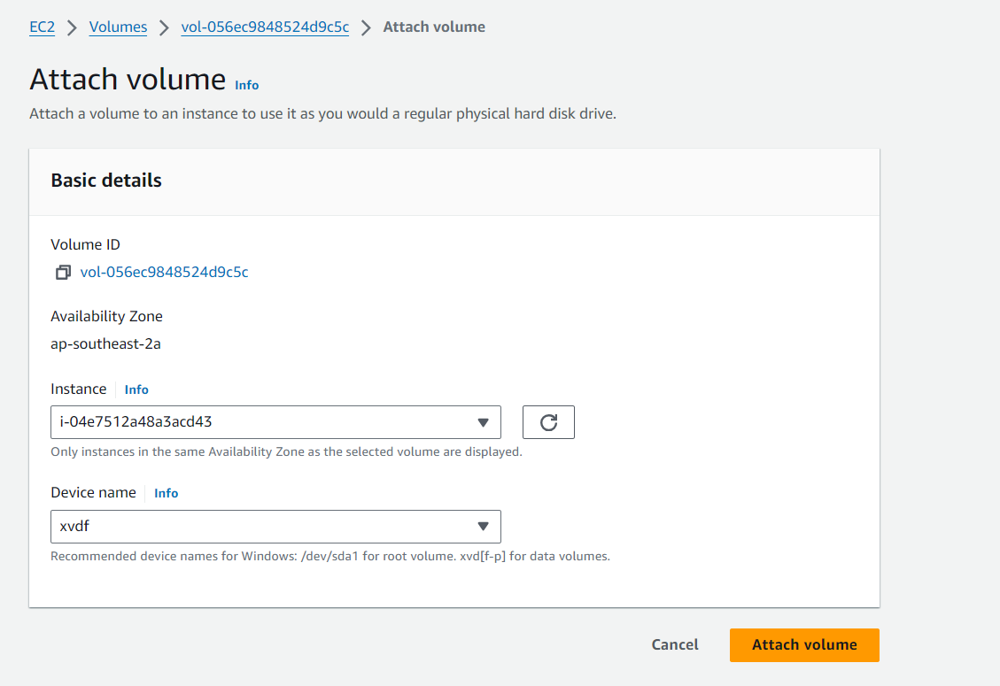 EC2 > Volumes > vol-056ec9848524d9c5c > Attach volume
Attach volume Info
Attach a volume to an instance to use it as you would a regular physical hard disk drive.
Basic details
Volume ID
vol-056ec9848524d9c5c
Availability Zone
ap-southeast-2a
Instance Info
i-04e7512a48a3acd43
Only instances in the same Availability Zone as the selected volume are displayed.
Device name Info
xvdf
Recommended device names for Windows: /dev/sda1 for root volume. xvd[f-p] for data volumes.
Cancel Attach volume